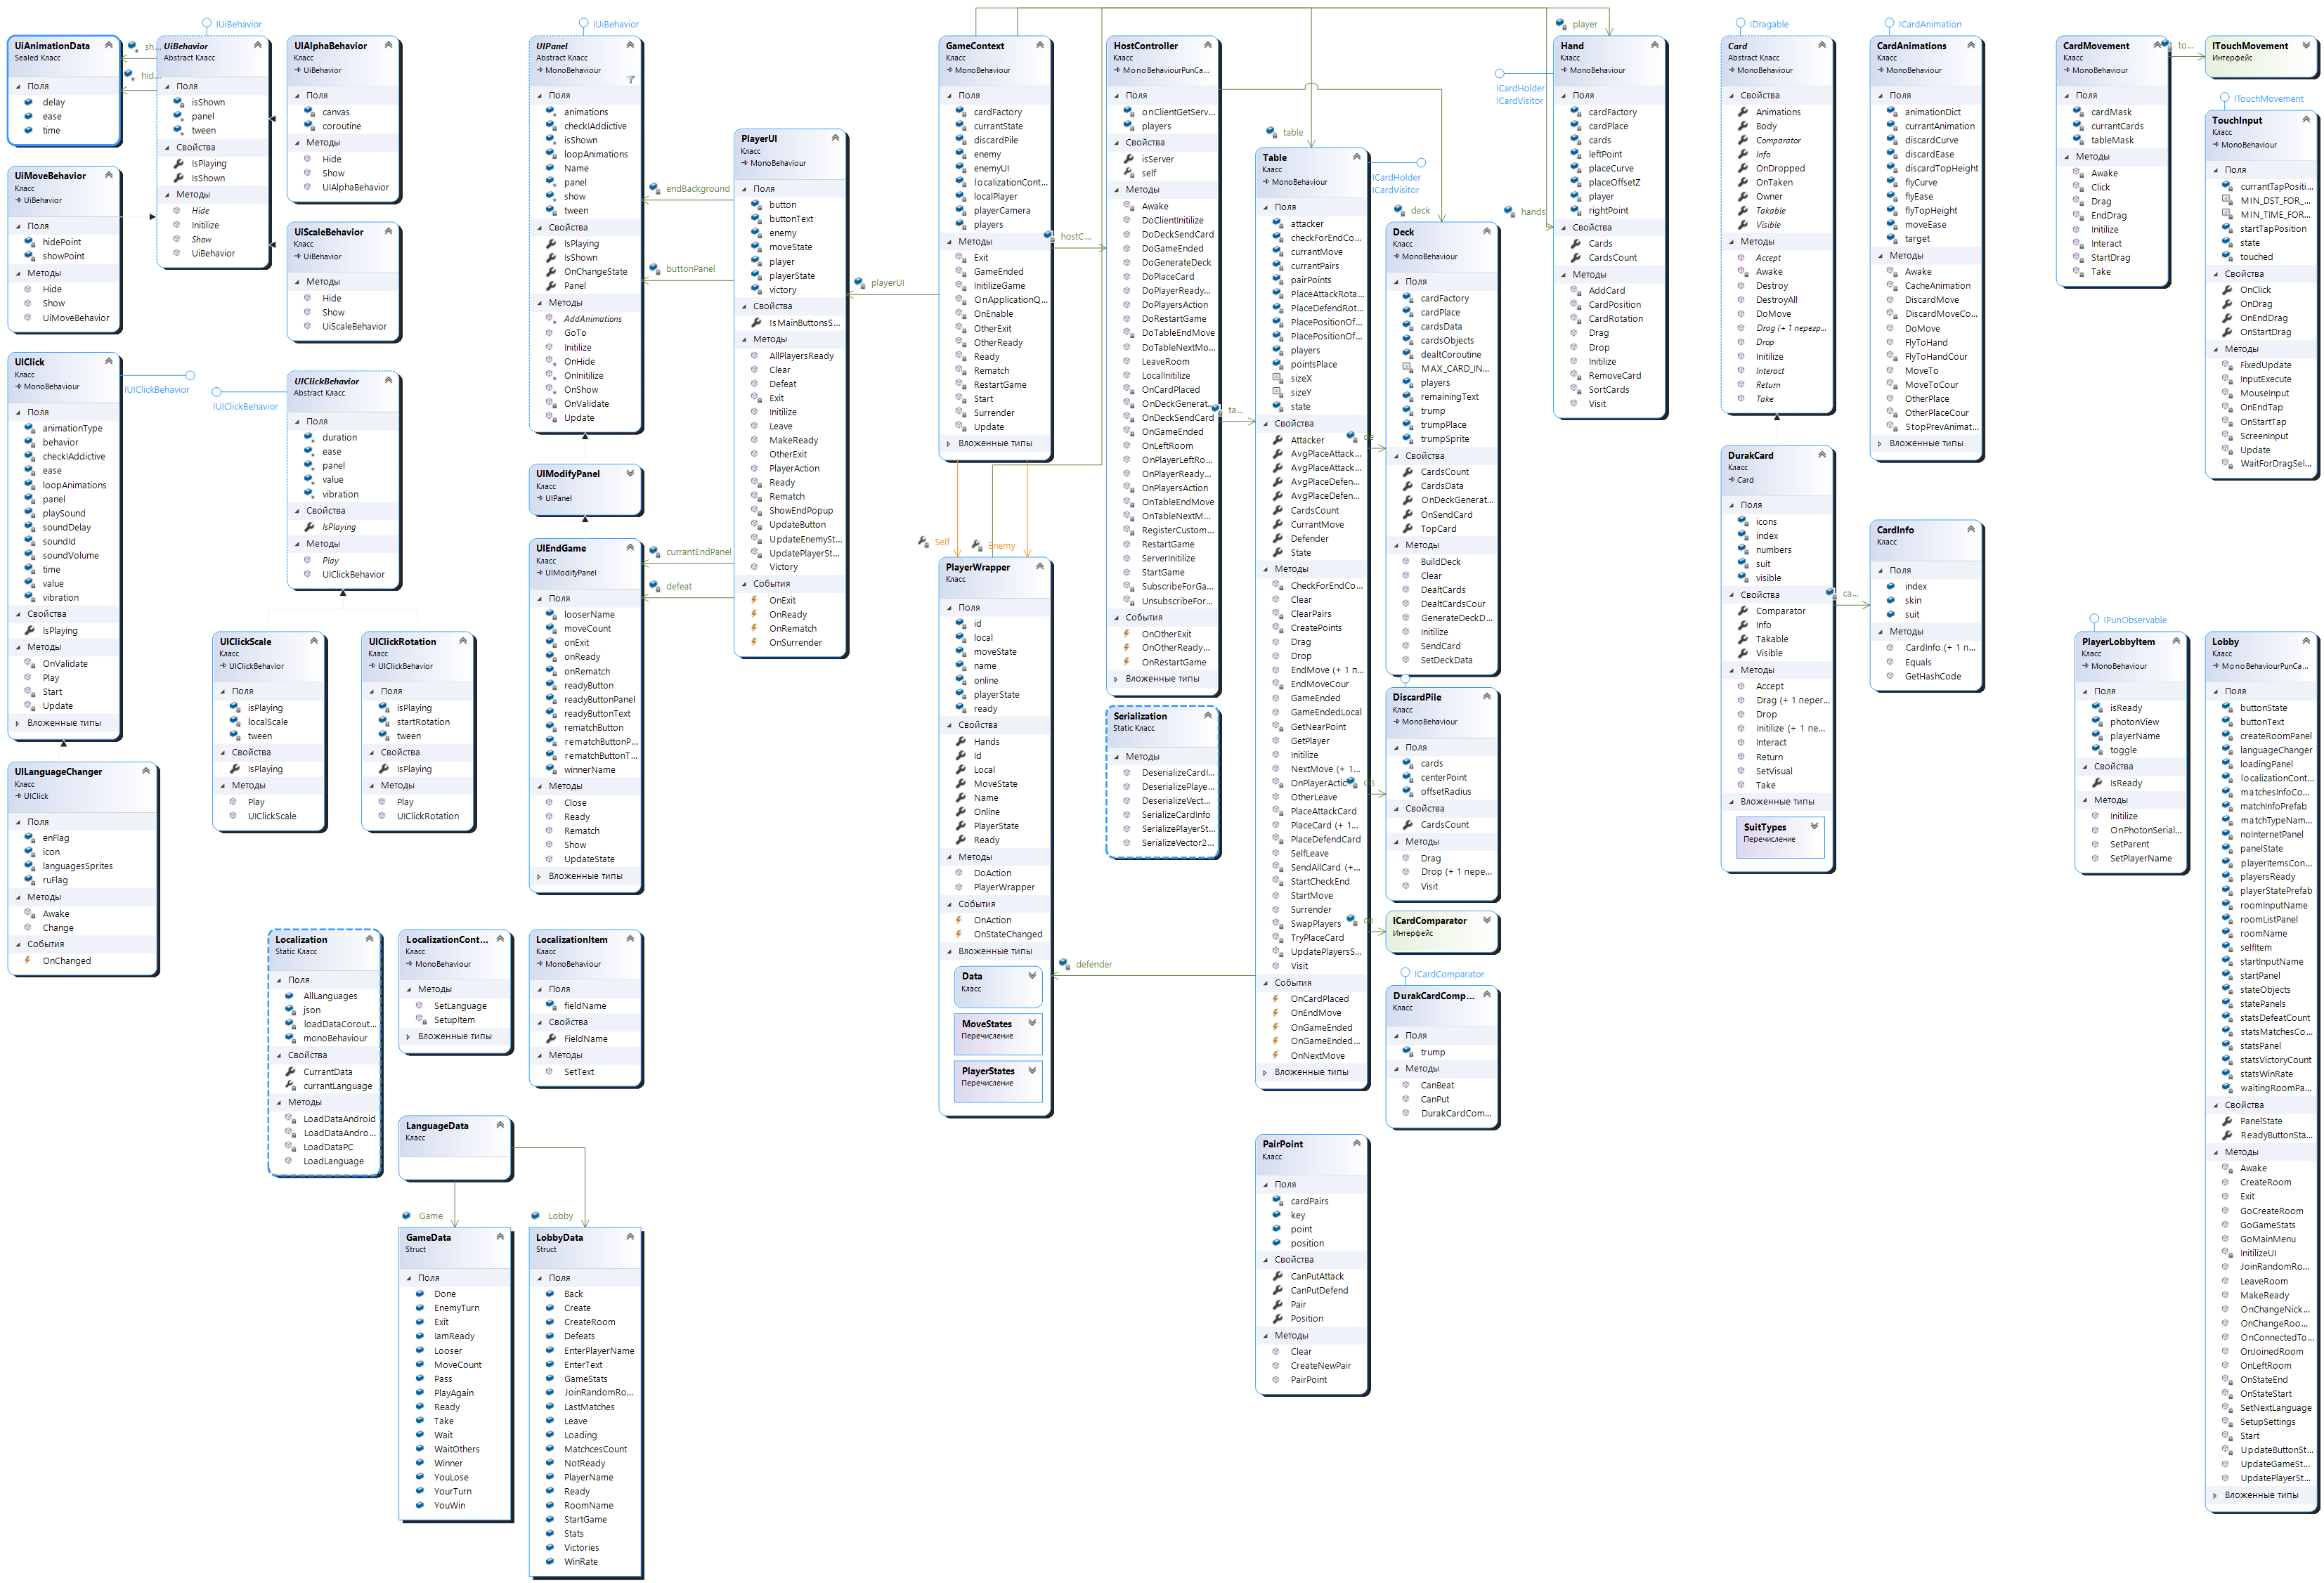 UiAnimationData
Sealed Класс
Поля
delay
ease
time
sh...
hid...
IUiBehavior
UiBehavior
Abstract Класс
Поля
isShown
panel
tween
Свойства
IsPlaying
IsShown
Методы
Hide
Initilize
Show
UiBehavior
UIAlphaBehavior
Класс
UiBehavior
Поля
canvas
coroutine
Методы
Hide
Show
UIAlphaBehavior
UiMoveBehavior
Класс
UiBehavior
Поля
hidePoint
showPoint
Методы
Hide
Show
UiMoveBehavior
UiScaleBehavior
Класс
UiBehavior
Методы
Hide
Show
UiScaleBehavior
UIClick
Класс
MonoBehaviour
Поля
animationType
behavior
checkIAddictive
ease
loopAnimations
panel
playSound
soundDelay
soundId
soundVolume
time
value
vibration
Свойства
IsPlaying
Методы
OnValidate
Play
Start
Update
Вложенные типы
IUIClickBehavior
IUIClickBehavior
UIClickBehavior
Abstract Класс
Поля
duration
ease
panel
value
vibration
Свойства
IsPlaying
Методы
Play
UIClickBehavior
UIClickScale
Класс
UIClickBehavior
Поля
isPlaying
localScale
tween
Свойства
IsPlaying
Методы
Play
UIClickScale
UIClickRotation
Класс
UIClickBehavior
Поля
isPlaying
startRotation
tween
Свойства
IsPlaying
Методы
Play
UIClickRotation
UILanguageChanger
Класс
UIClick
Поля
enFlag
icon
languagesSprites
ruFlag
Методы
Awake
Change
События
OnChanged
Localization
Static Класс
Поля
AllLanguages
json
loadDataCorout...
monoBehaviour
Свойства
CurrantData
currantLanguage
Методы
LoadDataAndroid
LoadDataAndro...
LoadDataPC
LoadLanguage
LocalizationCont...
Класс
MonoBehaviour
Методы
SetLanguage
SetupItem
Вложенные типы
LocalizationItem
Класс
MonoBehaviour
Поля
fieldName
Свойства
FieldName
Методы
SetText
LanguageData
Класс
Game
Lobby
GameData
Struct
Поля
Done
EnemyTurn
Exit
IamReady
Looser
MoveCount
Pass
PlayAgain
Ready
Take
Wait
WaitOthers
Winner
YouLose
YourTurn
YouWin
LobbyData
Struct
Поля
Back
Create
CreateRoom
Defeats
EnterPlayerName
EnterText
GameStats
JoinRandomRo...
LastMatches
Leave
Loading
MatchcesCount
NotReady
PlayerName
Ready
RoomName
StartGame
Stats
Victories
WinRate
IUiBehavior
UIPanel
Abstract Класс
MonoBehaviour
Поля
animations
checkIAddictive
isShown
loopAnimations
Name
panel
show
tween
Свойства
IsPlaying
IsShown
OnChangeState
Panel
Методы
AddAnimations
GoTo
Initilize
OnHide
OnInitilize
OnShow
OnValidate
Update
UIModifyPanel
Класс
UIPanel
UIEndGame
Класс
UIModifyPanel
Поля
looserName
moveCount
onExit
onReady
onRematch
readyButton
readyButtonPanel
readyButtonText
rematchButton
rematchButtonP...
rematchButtonT...
winnerName
Методы
Close
Ready
Rematch
Show
UpdateState
Вложенные типы
endBackground
buttonPanel
currantEndPanel
defeat
PlayerUI
Класс
MonoBehaviour
Поля
button
buttonText
enemy
moveState
player
playerState
victory
Свойства
IsMainButtonsS...
Методы
AllPlayersReady
Clear
Defeat
Exit
Initilize
Leave
MakeReady
OtherExit
PlayerAction
Ready
Rematch
ShowEndPopup
UpdateButton
UpdateEnemySt...
UpdatePlayerSt...
Victory
События
OnExit
OnReady
OnRematch
OnSurrender
playerUI
GameContext
Класс
MonoBehaviour
Поля
cardFactory
currantState
discardPile
enemy
enemyUI
localizationCont...
localPlayer
playerCamera
players
Методы
Exit
GameEnded
InitilizeGame
OnApplicationQ...
OnEnable
OtherExit
OtherReady
Ready
Rematch
RestartGame
Start
Surrender
Update
Вложенные типы
Self
Enemy
PlayerWrapper
Класс
Поля
id
local
moveState
name
online
playerState
ready
Свойства
Hands
Id
Local
MoveState
Name
Online
PlayerState
Ready
Методы
DoAction
PlayerWrapper
События
OnAction
OnStateChanged
Вложенные типы
Data
Класс
MoveStates
Перечисление
PlayerStates
Перечисление
hostC...
HostController
Класс
MonoBehaviourPunCa...
Поля
onClientGetServ...
players
Свойства
isServer
self
Методы
Awake
DoClientInitilize
DoDeckSendCard
DoGameEnded
DoGenerateDeck
DoPlaceCard
DoPlayerReady...
DoPlayersAction
DoRestartGame
DoTableEndMove
DoTableNextMo...
LeaveRoom
LocalInitilize
OnCardPlaced
OnDeckGenerat...
OnDeckSendCard
OnGameEnded
OnLeftRoom
OnPlayerLeftRo...
OnPlayerReady...
OnPlayersAction
OnTableEndMove
OnTableNextM...
RegisterCustom...
RestartGame
ServerInitilize
StartGame
SubscribeForGa...
UnsubscribeFor...
События
OnOtherExit
OnOtherReady...
OnRestartGame
Вложенные типы
Serialization
Static Класс
Методы
DeserializeCardI...
DeserializePlaye...
DeserializeVect...
SerializeCardInfo
SerializePlayerSt...
SerializeVector2...
table
ta...
defender
Table
Класс
MonoBehaviour
ICardHolder
ICardVisitor
Поля
attacker
checkForEndCo...
currantMove
currantPairs
pairPoints
PlaceAttackRota...
PlaceDefendRot...
PlacePositionOf...
PlacePositionOf...
players
pointsPlace
sizeX
sizeY
state
Свойства
Attacker
AvgPlaceAttack...
AvgPlaceAttack...
AvgPlaceDefen...
AvgPlaceDefen...
CardsCount
CurrantMove
Defender
State
Методы
CheckForEndCo...
Clear
ClearPairs
CreatePoints
Drag
Drop
EndMove (+ 1 п...
EndMoveCour
GameEnded
GameEndedLocal
GetNearPoint
GetPlayer
Initilize
NextMove (+ 1...
OnPlayerActic
OtherLeave
PlaceAttackCard
PlaceCard (+ 1...
PlaceDefendCard
SelfLeave
SendAllCard (+...
StartCheckEnd
StartMove
Surrender
SwapPlayers
TryPlaceCard
UpdatePlayersS...
Visit
События
OnCardPlaced
OnEndMove
OnGameEnded
OnGameEnded...
OnNextMove
Вложенные типы
PairPoint
Класс
Поля
cardPairs
key
point
position
Свойства
CanPutAttack
CanPutDefend
Pair
Position
Методы
Clear
CreateNewPair
PairPoint
deck
Deck
Класс
MonoBehaviour
Поля
cardFactory
cardPlace
cardsData
cardsObjects
dealtCoroutine
MAX_CARD_IN...
players
remainingText
trump
trumpPlace
trumpSprite
Свойства
CardsCount
CardsData
OnDeckGenerat...
OnSendCard
TopCard
Методы
BuildDeck
Clear
DealtCards
DealtCardsCour
GenerateDeckD...
Initilize
SendCard
SetDeckData
DiscardPile
Класс
MonoBehaviour
Поля
cards
centerPoint
offsetRadius
Свойства
CardsCount
Методы
Drag
Drop (+ 1 пере...
Visit
ICardComparator
Интерфейс
ICardComparator
DurakCardComp...
Класс
Поля
trump
Методы
CanBeat
CanPut
DurakCardCom...
player
hands
ICardHolder
ICardVisitor
Hand
Класс
MonoBehaviour
Поля
cardFactory
cardPlace
cards
leftPoint
placeCurve
placeOffsetZ
player
rightPoint
Свойства
Cards
CardsCount
Методы
AddCard
CardPosition
CardRotation
Drag
Drop
Initilize
RemoveCard
SortCards
Visit
IDragable
Card
Abstract Класс
MonoBehaviour
Свойства
Animations
Body
Comparator
Info
OnDropped
OnTaken
Owner
Takable
Visible
Методы
Accept
Awake
Destroy
DestroyAll
DoMove
Drag (+ 1 перегр...
Drop
Initilize
Interact
Return
Take
DurakCard
Класс
Card
Поля
icons
index
numbers
suit
visible
Свойства
Comparator
Info
Takable
Visible
Методы
Accept
Drag (+ 1 перег...
Drop
Initilize (+ 1 пе...
Interact
Return
SetVisual
Take
Вложенные типы
SuitTypes
Перечисление
ca...
ICardAnimation
CardAnimations
Класс
MonoBehaviour
Поля
animationDict
currantAnimation
discardCurve
discardEase
discardTopHeight
flyCurve
flyEase
flyTopHeight
moveEase
target
Методы
Awake
CacheAnimation
DiscardMove
DiscardMoveCo...
DoMove
FlyToHand
FlyToHandCour
MoveTo
MoveToCour
OtherPlace
OtherPlaceCour
StopPrevAnimat...
Вложенные типы
CardInfo
Класс
Поля
index
skin
suit
Методы
CardInfo (+ 1 п...
Equals
GetHashCode
CardMovement
Класс
MonoBehaviour
Поля
cardMask
currantCards
tableMask
Методы
Awake
Click
Drag
EndDrag
Initilize
Interact
StartDrag
Take
to...
ITouchMovement
Интерфейс
ITouchMovement
TouchInput
Класс
MonoBehaviour
Поля
currantTapPositi...
MIN_DST_FOR_...
MIN_TIME_FOR_...
startTapPosition
state
touched
Свойства
OnClick
OnDrag
OnEndDrag
OnStartDrag
Методы
FixedUpdate
InputExecute
MouseInput
OnEndTap
OnStartTap
ScreenInput
Update
WaitForDragSel...
IPunObservable
PlayerLobbyItem
Класс
MonoBehaviour
Поля
isReady
photonView
playerName
toggle
Свойства
IsReady
Методы
Initilize
OnPhotonSerial...
SetParent
SetPlayerName
Lobby
Класс
MonoBehaviourPunCa...
Поля
buttonState
buttonText
createRoomPanel
languageChanger
loadingPanel
localizationCont...
matchesInfoCo...
matchInfoPrefab
matchTypeNam...
noInternetPanel
panelState
playerItemsCon...
playersReady
playerStatePrefab
roomInputName
roomListPanel
roomName
selfItem
startInputName
startPanel
stateObjects
statePanels
statsDefeatCount
statsMatchesCo...
statsPanel
statsVictoryCount
statsWinRate
waitingRoomPa...
Свойства
PanelState
ReadyButtonSta...
Методы
Awake
CreateRoom
Exit
GoCreateRoom
GoGameStats
GoMainMenu
InitilizeUI
JoinRandomRo...
LeaveRoom
MakeReady
OnChangeNick...
OnChangeRoo...
OnConnectedTo...
OnJoinedRoom
OnLeftRoom
OnStateEnd
OnStateStart
SetNextLanguage
SetupSettings
Start
UpdateButtonSt...
UpdateGameSt...
UpdatePlayerSt...
Вложенные типы